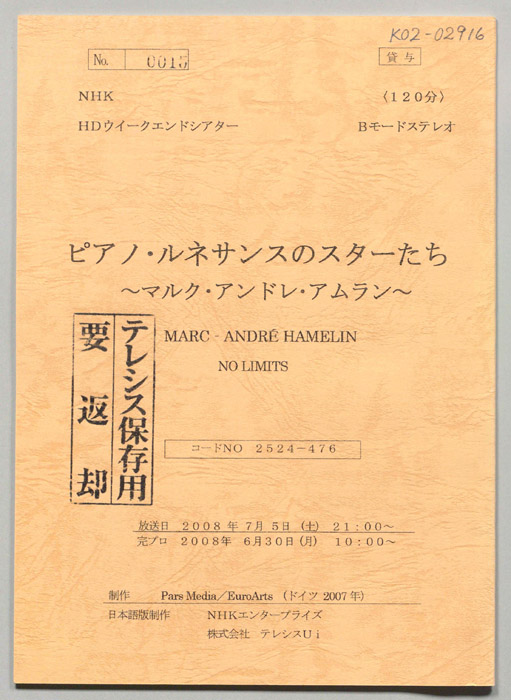 K02-02916
No. 0015
貸与
NHK 〈120分〉
HDウイークエンドシアター Bモードステレオ
ピアノ・ルネサンスのスターたち
～マルク・アンドレ・アムラン～
MARC - ANDRÉ HAMELIN
NO LIMITS
テレシス保存用
要返却
コードNO 2524－476
放送日 2008 年 7月 5日 (土) 21:00～
完プロ 2008年 6月30日(月) 10:00～
制作 Pars Media／EuroArts (ドイツ 2007年)
日本語版制作 NHKエンタープライズ
株式会社 テレシスUi